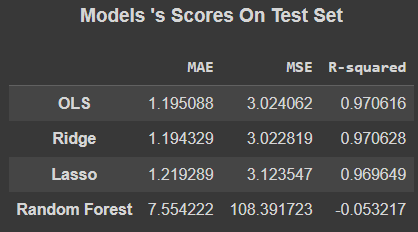 Models 's Scores On Test Set
MAE MSE R-squared
OLS 1.195088 3.024062 0.970616
Ridge 1.194329 3.022819 0.970628
Lasso 1.219289 3.123547 0.969649
Random Forest 7.554222 108.391723 -0.053217